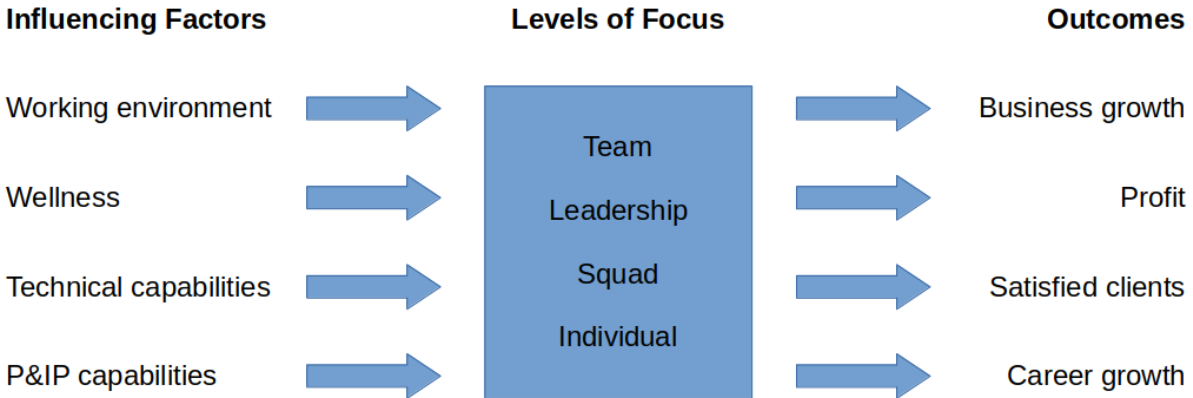 Influencing Factors
Levels of Focus
Outcomes
Working environment
Wellness
Technical capabilities
P&IP capabilities
Team
Leadership
Squad
Individual
Business growth
Profit
Satisfied clients
Career growth